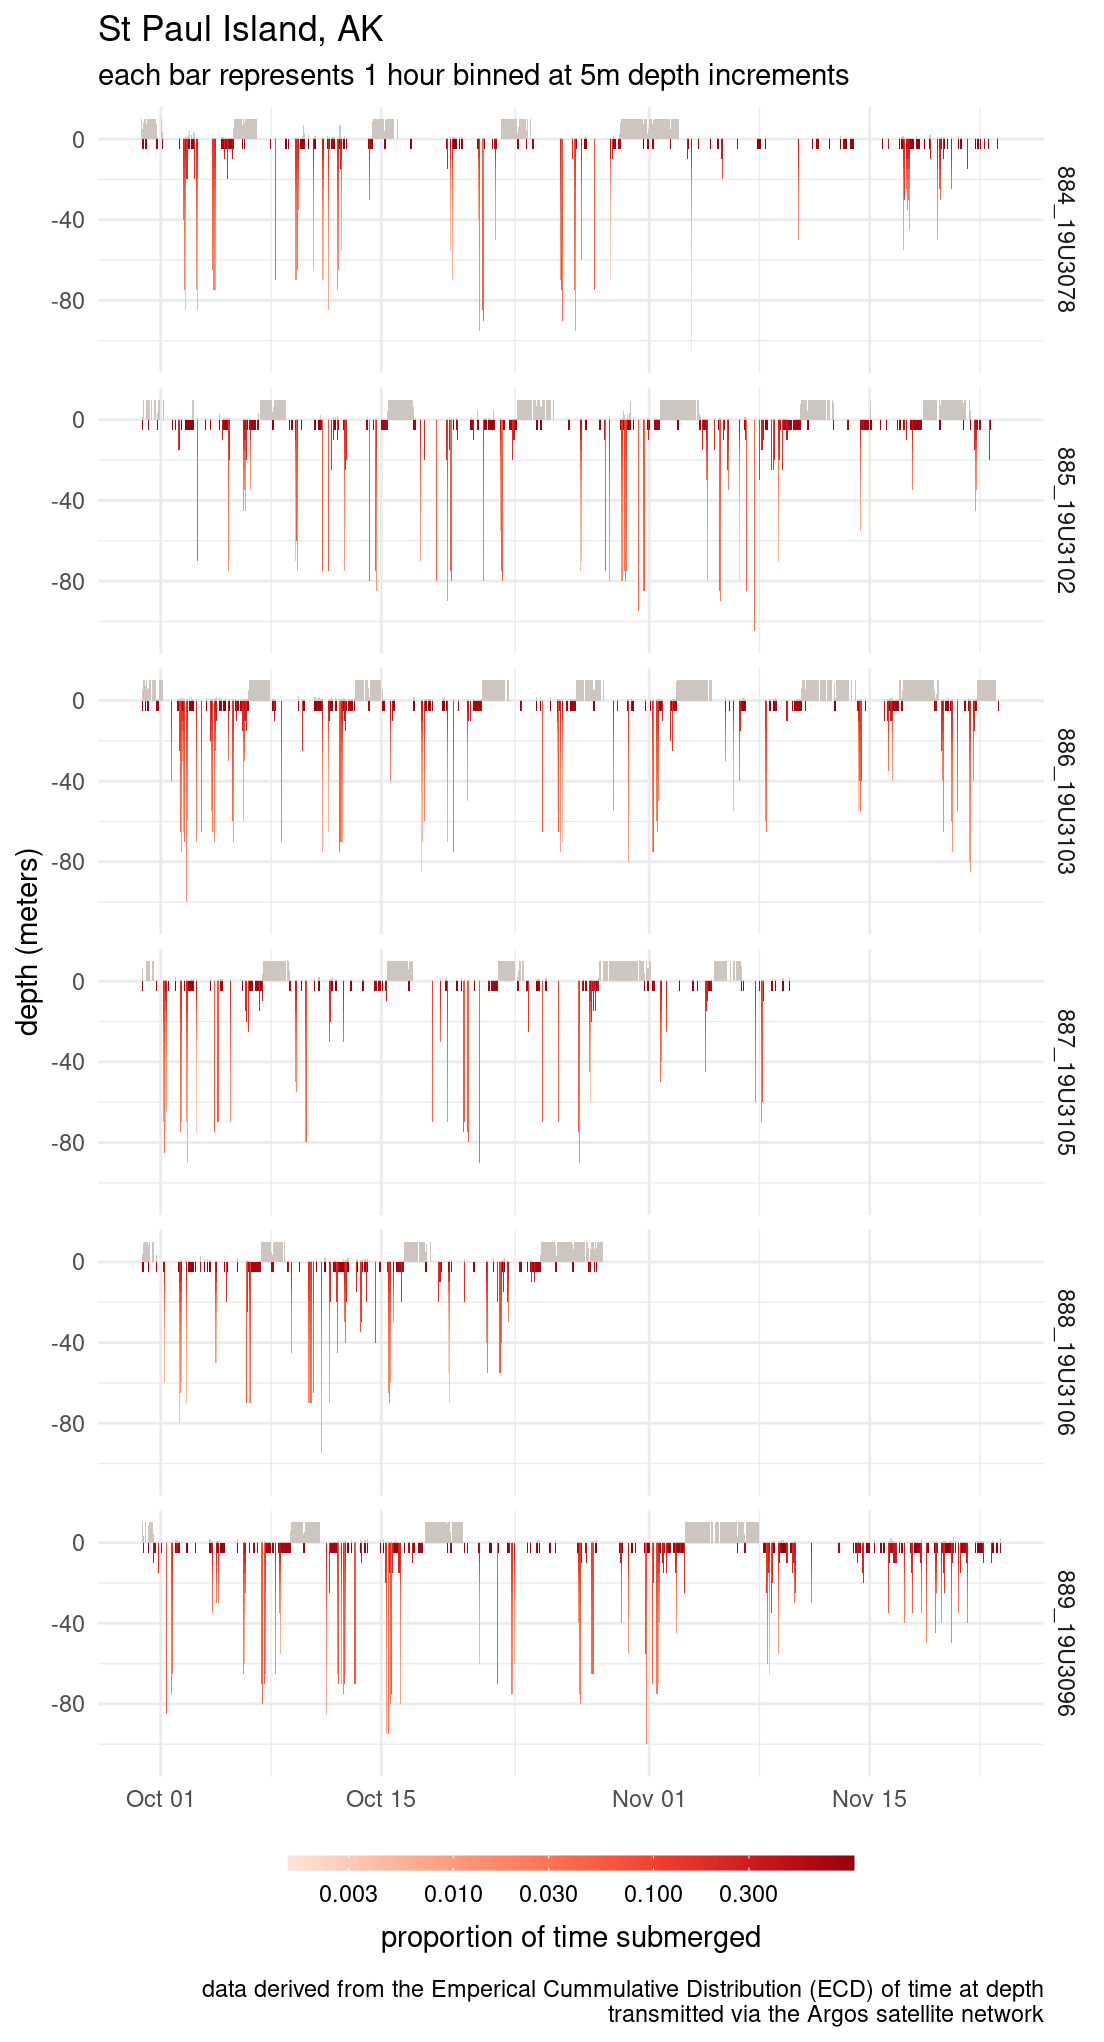 St Paul Island, AK
each bar represents 1 hour binned at 5m depth increments
depth (meters)
0
-40
-80
884_19U3078
0
-40
-80
885_19U3102
0
-40
-80
886_19U3103
0
-40
-80
887_19U3105
0
-40
-80
888_19U3106
0
-40
-80
889_19U3096
Oct 01 Oct 15 Nov 01 Nov 15
0.003 0.010 0.030 0.100 0.300
proportion of time submerged
data derived from the Emperical Cummulative Distribution (ECD) of time at depth
transmitted via the Argos satellite network